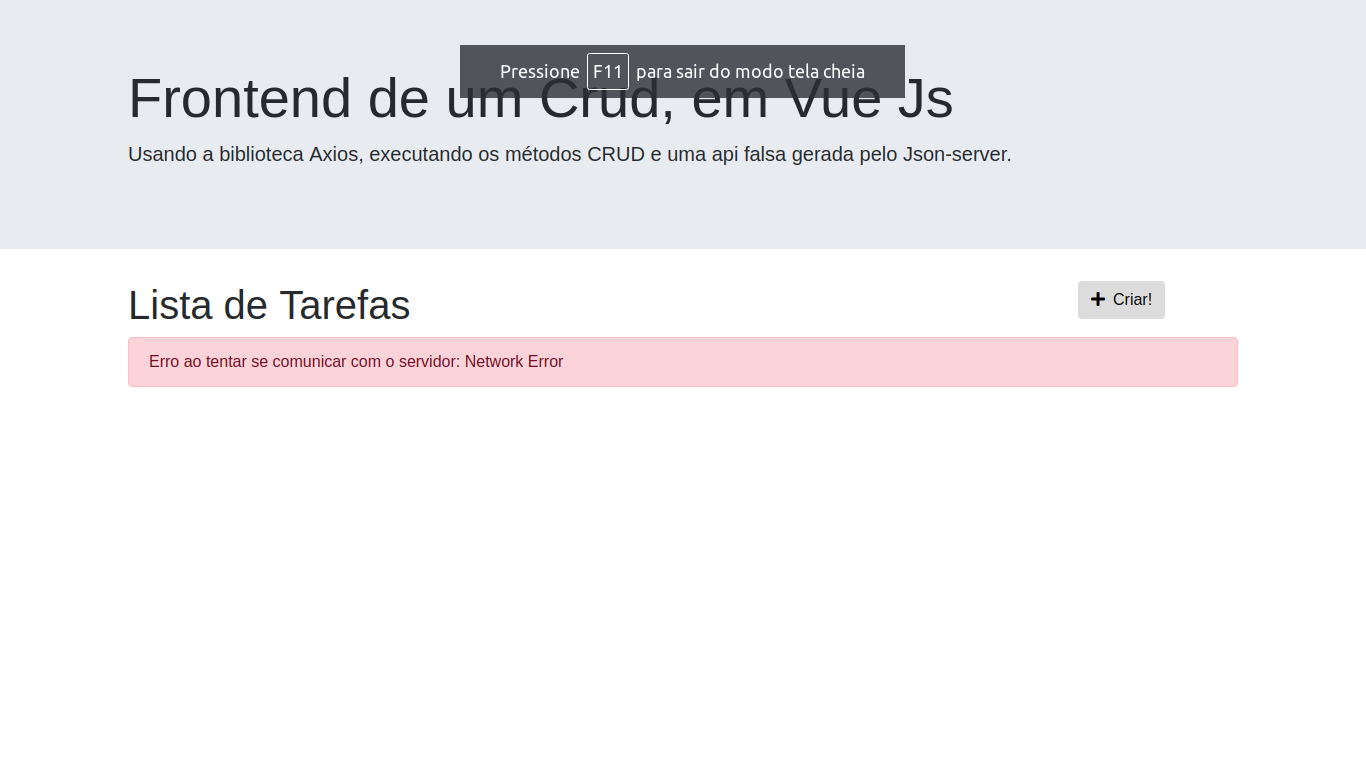 Pressione F11 para sair do modo tela cheia
Frontend de um Crud, em Vue Js
Usando a biblioteca Axios, executando os métodos CRUD e uma api falsa gerada pelo Json-server.
Lista de Tarefas
Criar!
Erro ao tentar se comunicar com o servidor: Network Error